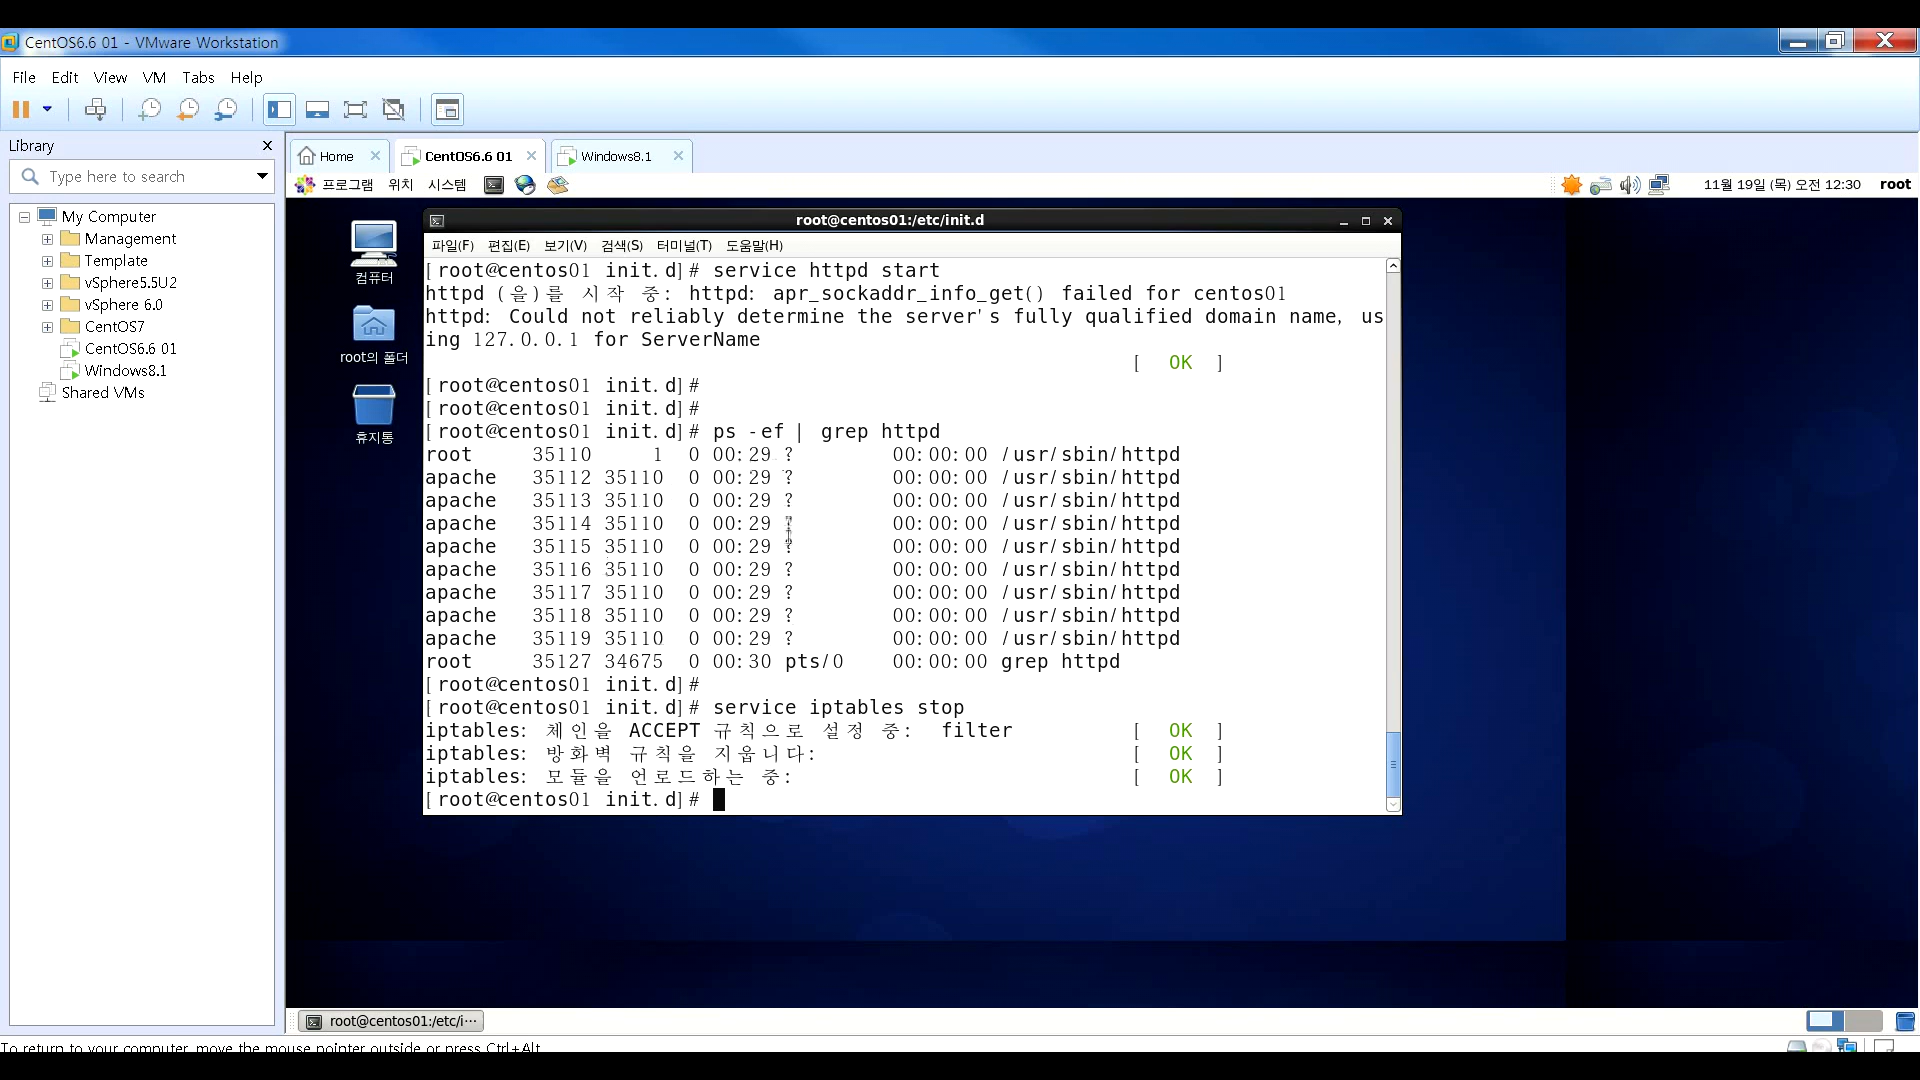 CentOS6.6 01 - VMware Workstation
File Edit View VM Tabs Help
Library
Type here to search
My Computer
Management
Template
vSphere5.5U2
vSphere 6.0
CentOS7
CentOS6.6 01
Windows8.1
Shared VMs
Home
CentOS6.6 01
Windows8.1
프로그램 위치 시스템
11월 19일 (목) 오전 12:30 root
컴퓨터
root의 폴더
휴지통
root@centos01:/etc/init.d
파일(F) 편집(E) 보기(V) 검색(S) 터미널(T) 도움말(H)
[root@centos01 init.d]# service httpd start
httpd (을)를 시작 중: httpd: apr_sockaddr_info_get() failed for centos01
httpd: Could not reliably determine the server's fully qualified domain name, us
ing 127.0.0.1 for ServerName
[  OK  ]
[root@centos01 init.d]#
[root@centos01 init.d]#
[root@centos01 init.d]# ps -ef | grep httpd
root     35110     1  0 00:29 ?        00:00:00 /usr/sbin/httpd
apache   35112 35110  0 00:29 ?        00:00:00 /usr/sbin/httpd
apache   35113 35110  0 00:29 ?        00:00:00 /usr/sbin/httpd
apache   35114 35110  0 00:29 ?        00:00:00 /usr/sbin/httpd
apache   35115 35110  0 00:29 ?        00:00:00 /usr/sbin/httpd
apache   35116 35110  0 00:29 ?        00:00:00 /usr/sbin/httpd
apache   35117 35110  0 00:29 ?        00:00:00 /usr/sbin/httpd
apache   35118 35110  0 00:29 ?        00:00:00 /usr/sbin/httpd
apache   35119 35110  0 00:29 ?        00:00:00 /usr/sbin/httpd
root     35127 34675  0 00:30 pts/0    00:00:00 grep httpd
[root@centos01 init.d]#
[root@centos01 init.d]# service iptables stop
iptables: 체인을 ACCEPT 규칙으로 설정 중:  filter          [  OK  ]
iptables: 방화벽 규칙을 지웁니다:                            [  OK  ]
iptables: 모듈을 언로드하는 중:                              [  OK  ]
[root@centos01 init.d]#
root@centos01:/etc/i…
To return to your computer, move the mouse pointer outside or press Ctrl+Alt.